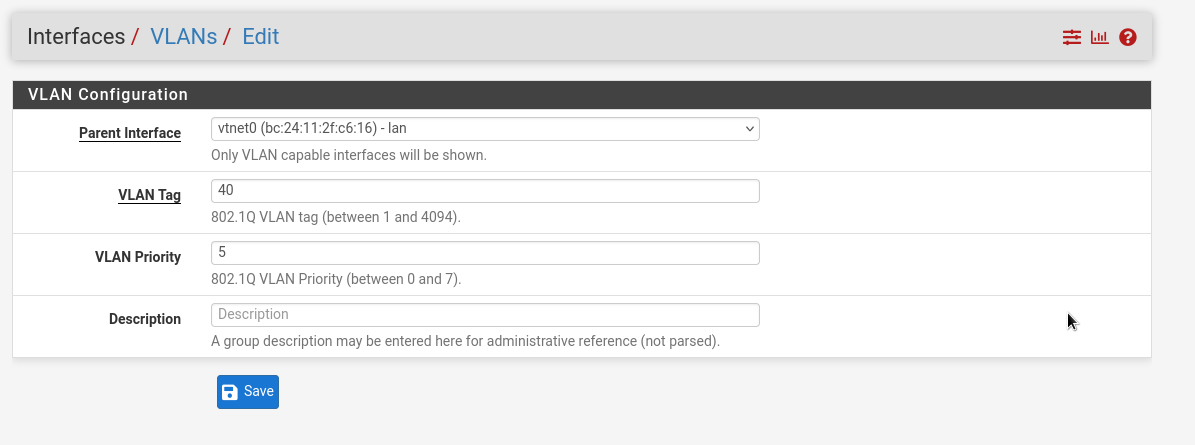 Interfaces / VLANs / Edit
VLAN Configuration
Parent Interface
vtnet0 (bc:24:11:2f:c6:16) - lan
Only VLAN capable interfaces will be shown.
VLAN Tag
40
802.1Q VLAN tag (between 1 and 4094).
VLAN Priority
5
802.1Q VLAN Priority (between 0 and 7).
Description
Description
A group description may be entered here for administrative reference (not parsed).
Save